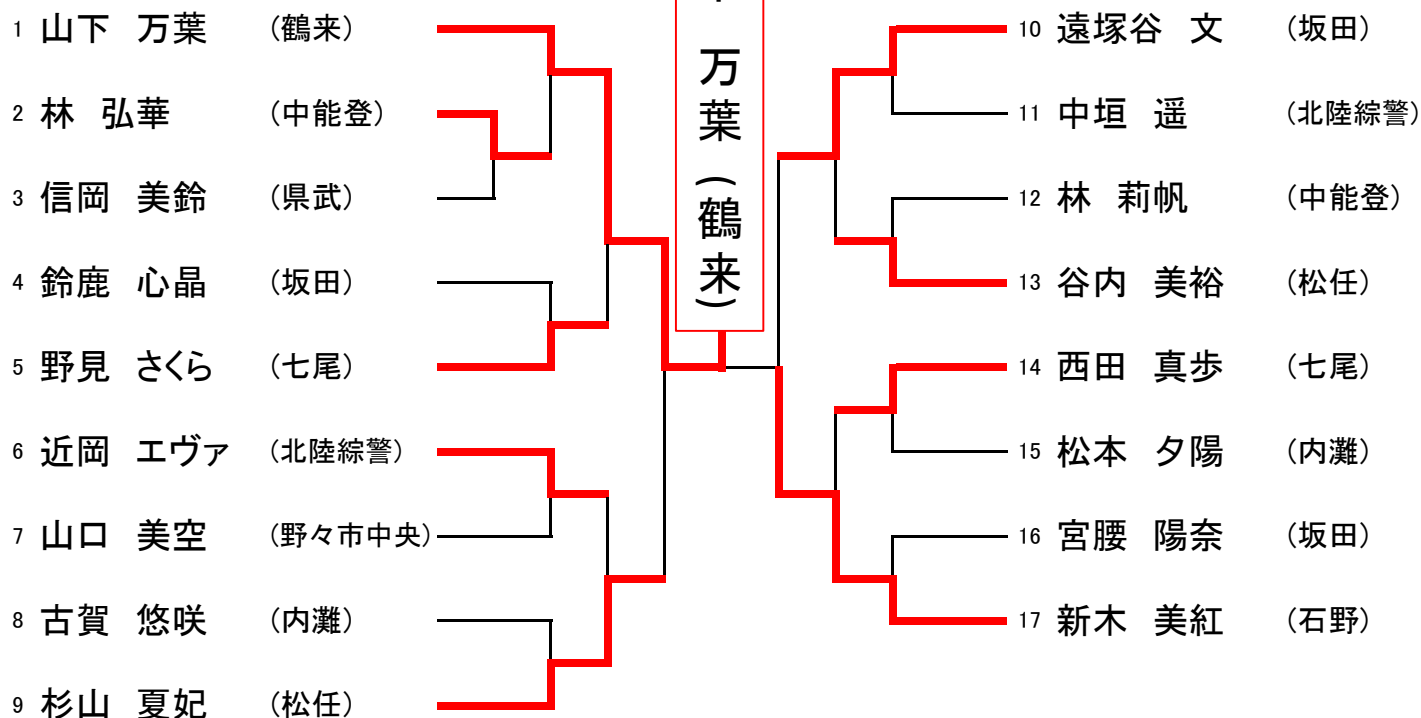 1 山下 万葉 (鶴来)
2 林 弘華 (中能登)
3 信岡 美鈴 (県武)
4 鈴鹿 心晶 (坂田)
5 野見 さくら (七尾)
6 近岡 エヴァ (北陸綜警)
7 山口 美空 (野々市中央)
8 古賀 悠咲 (内灘)
9 杉山 夏妃 (松任)
万葉(鶴来)
10 遠塚谷 文 (坂田)
11 中垣 遥 (北陸綜警)
12 林 莉帆 (中能登)
13 谷内 美裕 (松任)
14 西田 真歩 (七尾)
15 松本 夕陽 (内灘)
16 宮腰 陽奈 (坂田)
17 新木 美紅 (石野)